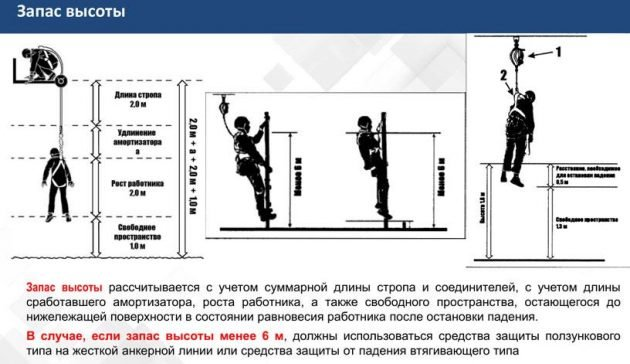 Запас высоты
Длина стропа
2,0 м
Удлинение
амортизатора
а
Рост работника
2,0 м
Свободное
пространство
1,0 м
2,0 м + а + 2,0 м + 1,0 м
Менее 6 м
Менее 6 м
1
2
Расстояние, необходимое
для остановки падения
0,5 м
Высота 1,8 м
Свободное пространство
1,3 м
Запас высоты рассчитывается с учетом суммарной длины стропа и соединителей, с учетом длины
сработавшего амортизатора, роста работника, а также свободного пространства, остающегося до
нижележащей поверхности в состоянии равновесия работника после остановки падения.
В случае, если запас высоты менее 6 м, должны использоваться средства защиты ползункового
типа на жесткой анкерной линии или средства защиты от падения втягивающего типа